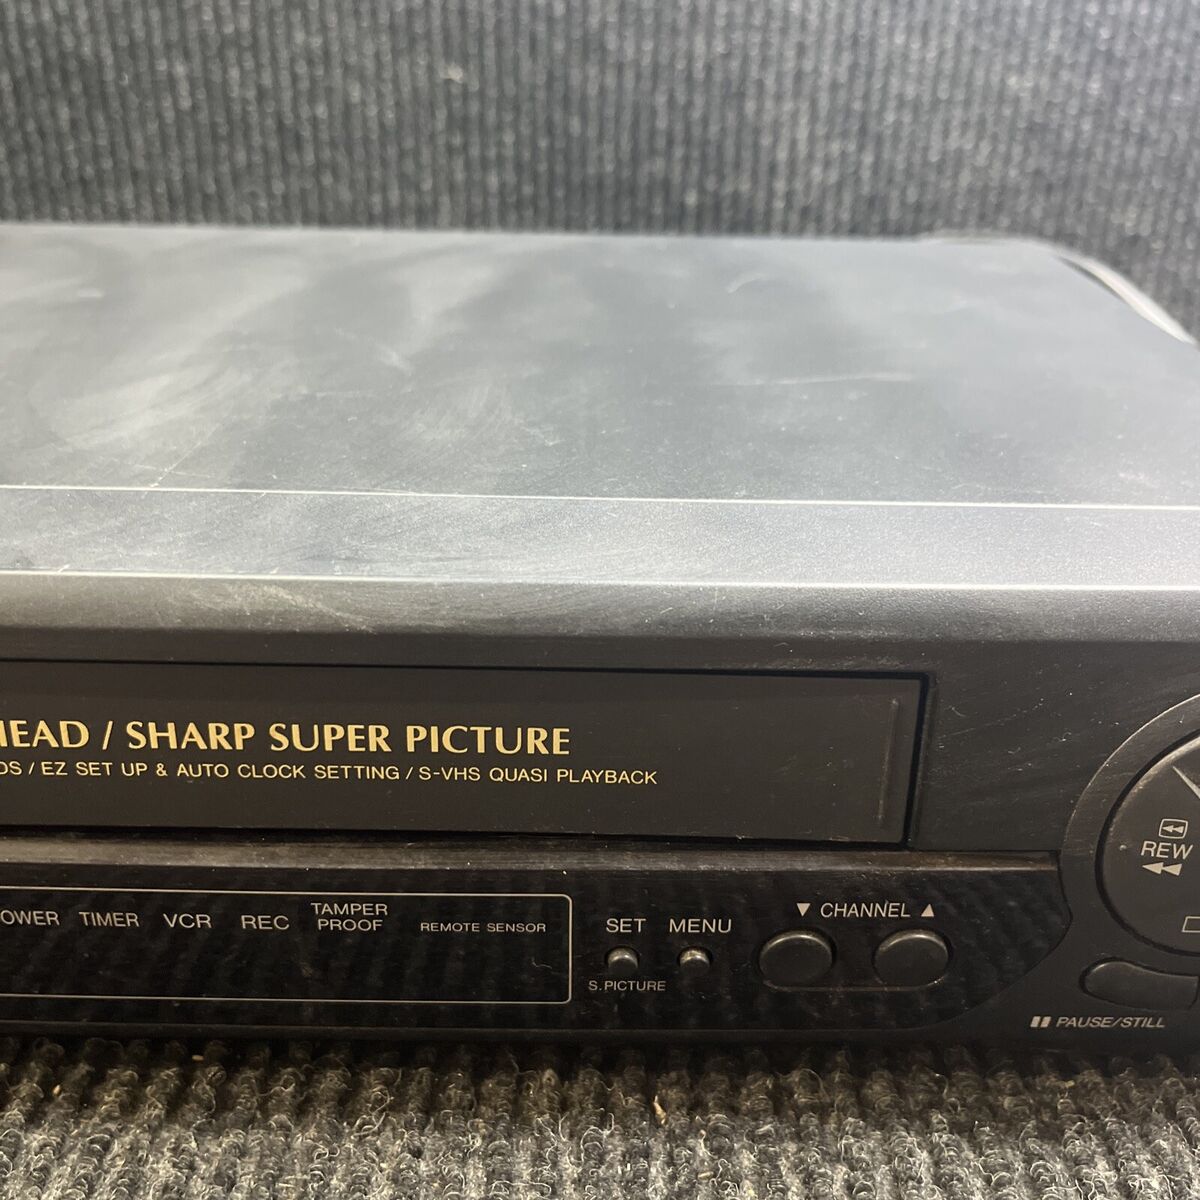 HEAD / SHARP SUPER PICTURE
DS / EZ SET UP & AUTO CLOCK SETTING / S-VHS QUASI PLAYBACK
OWER TIMER VCR REC TAMPER PROOF REMOTE SENSOR
SET MENU
S.PICTURE
▼ CHANNEL ▲
REW
PAUSE/STILL